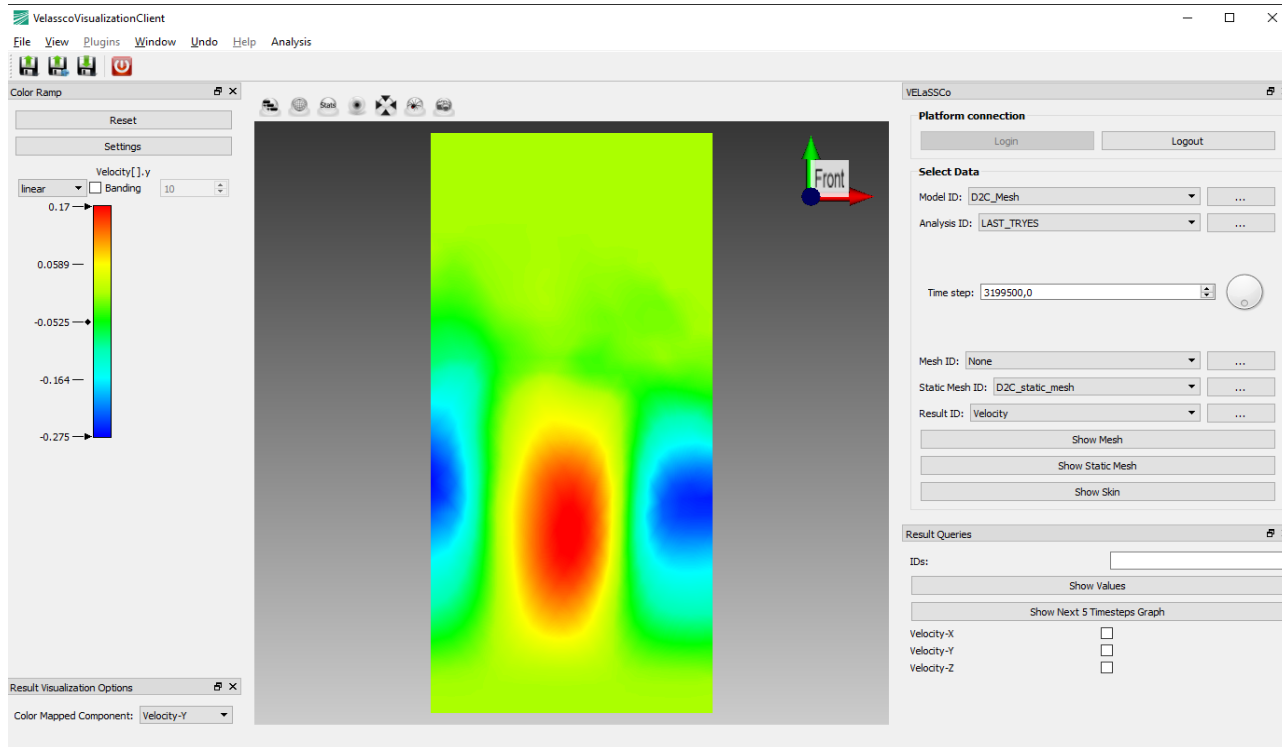 VelasscoVisualizationClient
File View Plugins Window Undo Help Analysis
Color Ramp
Reset
Settings
Velocity[].y
linear Banding 10
0.17
0.0589
-0.0525
-0.164
-0.275
Result Visualization Options
Color Mapped Component: Velocity-Y
Stats
Front
VELaSSCo
Platform connection
Login Logout
Select Data
Model ID: D2C_Mesh ...
Analysis ID: LAST_TRYES ...
Time step: 3199500,0
Mesh ID: None ...
Static Mesh ID: D2C_static_mesh ...
Result ID: Velocity ...
Show Mesh
Show Static Mesh
Show Skin
Result Queries
IDs:
Show Values
Show Next 5 Timesteps Graph
Velocity-X
Velocity-Y
Velocity-Z